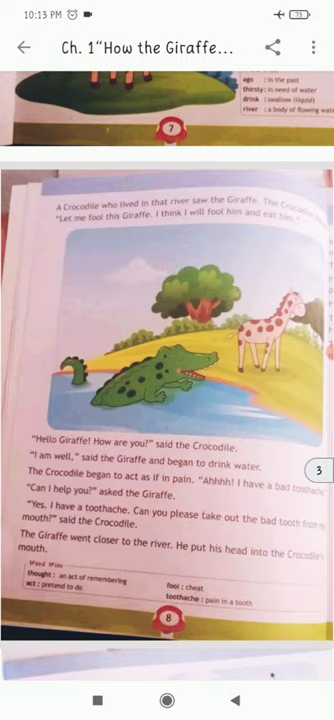 10:13 PM
73
Ch. 1“How the Giraffe...
ago : in the past
thirsty : in need of water
drink : swallow (liquid)
river : a body of flowing
7
A Crocodile who lived in that river saw the Giraffe. The Crocodile
“Let me fool this Giraffe. I think I will fool him and eat him.”
“Hello Giraffe! How are you?” said the Crocodile.
“I am well,” said the Giraffe and began to drink water.
The Crocodile began to act as if in pain. “Ahhhh! I have a bad toothache
“Can I help you?” asked the Giraffe.
“Yes, I have a toothache. Can you please take out the bad tooth from my
mouth?” said the Crocodile.
The Giraffe went closer to the river. He put his head into the Crocodile's
mouth.
3
Word Wise
thought : an act of remembering
fool : cheat
act : pretend to do
toothache : pain in a tooth
8